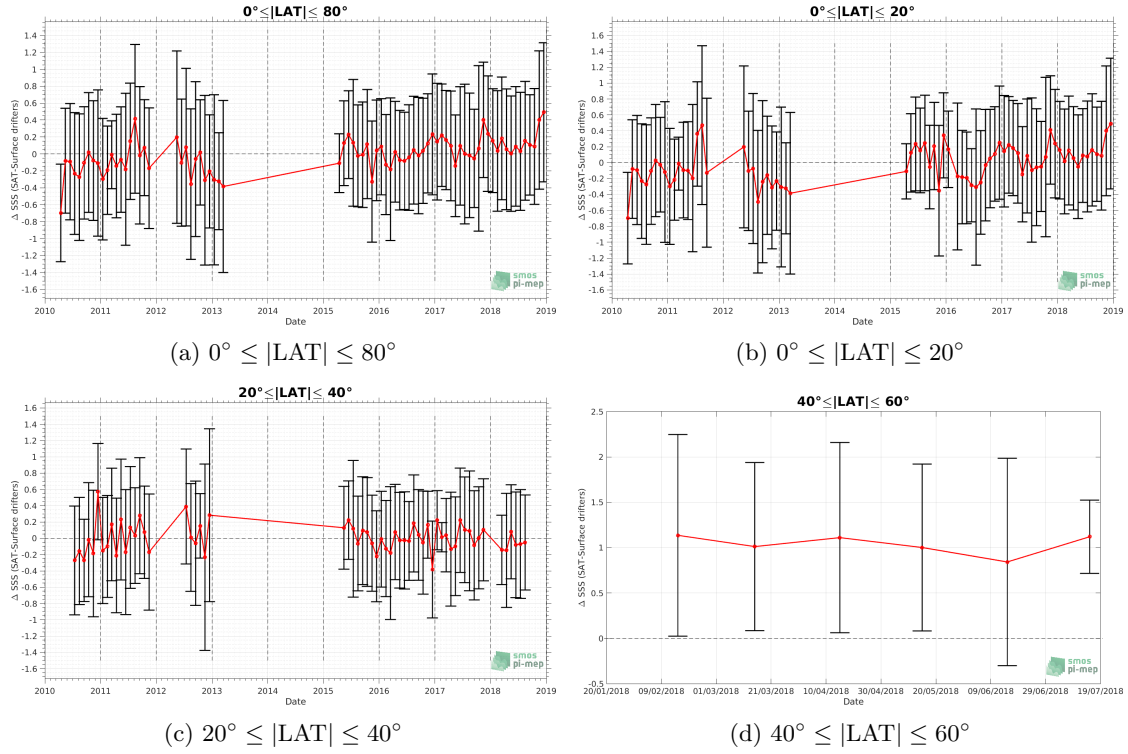 0°≤|LAT|≤ 80°
Δ SSS (SAT-Surface drifters)
1.6
1.4
1.2
1
0.8
0.6
0.4
0.2
0
-0.2
-0.4
-0.6
-0.8
-1
-1.2
-1.4
-1.6
smos
pi-mep
2010 2011 2012 2013 2014 2015 2016 2017 2018 2019
Date
(a) 0° ≤ |LAT| ≤ 80°
0°≤|LAT|≤ 20°
Δ SSS (SAT-Surface drifters)
1.6
1.4
1.2
1
0.8
0.6
0.4
0.2
0
-0.2
-0.4
-0.6
-0.8
-1
-1.2
-1.4
-1.6
smos
pi-mep
2010 2011 2012 2013 2014 2015 2016 2017 2018 2019
Date
(b) 0° ≤ |LAT| ≤ 20°
20°≤|LAT|≤ 40°
Δ SSS (SAT-Surface drifters)
1.6
1.4
1.2
1
0.8
0.6
0.4
0.2
0
-0.2
-0.4
-0.6
-0.8
-1
-1.2
-1.4
-1.6
smos
pi-mep
2010 2011 2012 2013 2014 2015 2016 2017 2018 2019
Date
(c) 20° ≤ |LAT| ≤ 40°
40°≤|LAT|≤ 60°
Δ SSS (SAT-Surface drifters)
2.5
2
1.5
1
0.5
0
-0.5
smos
pi-mep
20/01/2018 09/02/2018 01/03/2018 21/03/2018 10/04/2018 30/04/2018 20/05/2018 09/06/2018 29/06/2018 19/07/2018
Date
(d) 40° ≤ |LAT| ≤ 60°